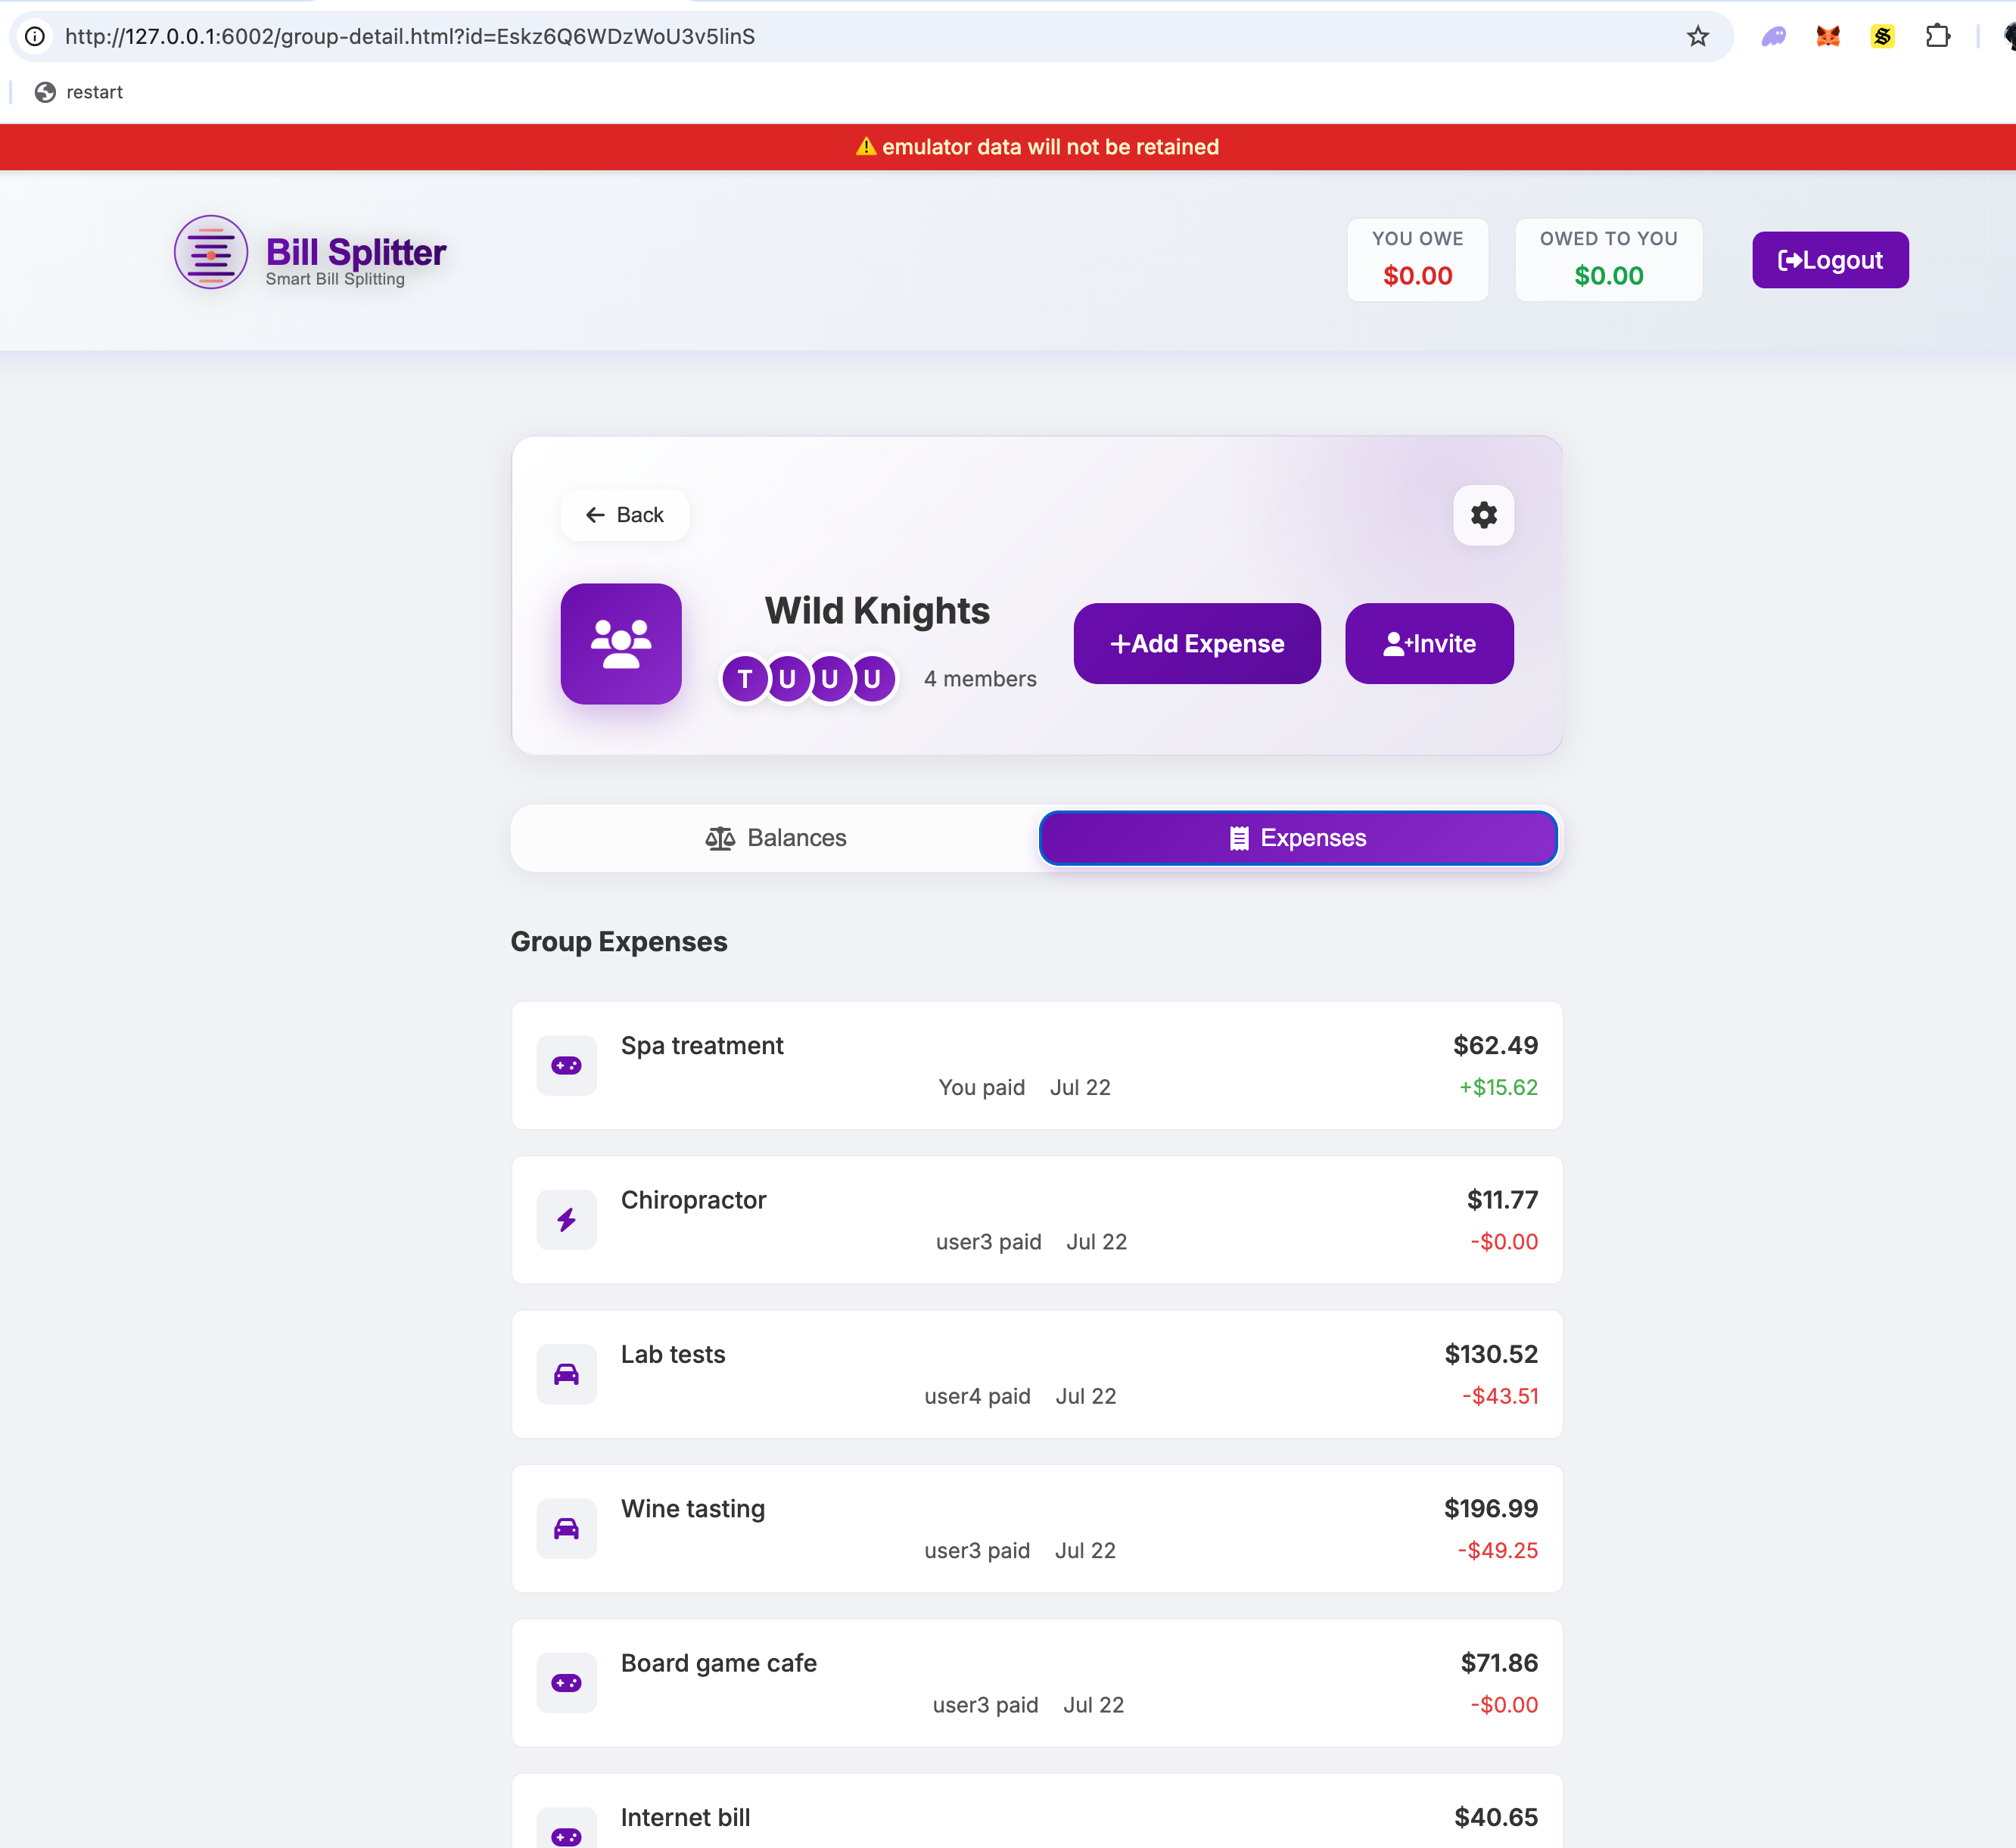 http://127.0.0.1:6002/group-detail.html?id=Eskz6Q6WDzWoU3v5linS
restart
⚠️ emulator data will not be retained
Bill Splitter
Smart Bill Splitting
YOU OWE
$0.00
OWED TO YOU
$0.00
Logout
Back
Wild Knights
T U U U
4 members
+Add Expense
Invite
Balances
Expenses
Group Expenses
Spa treatment
$62.49
You paid Jul 22
+$15.62
Chiropractor
$11.77
user3 paid Jul 22
-$0.00
Lab tests
$130.52
user4 paid Jul 22
-$43.51
Wine tasting
$196.99
user3 paid Jul 22
-$49.25
Board game cafe
$71.86
user3 paid Jul 22
-$0.00
Internet bill
$40.65